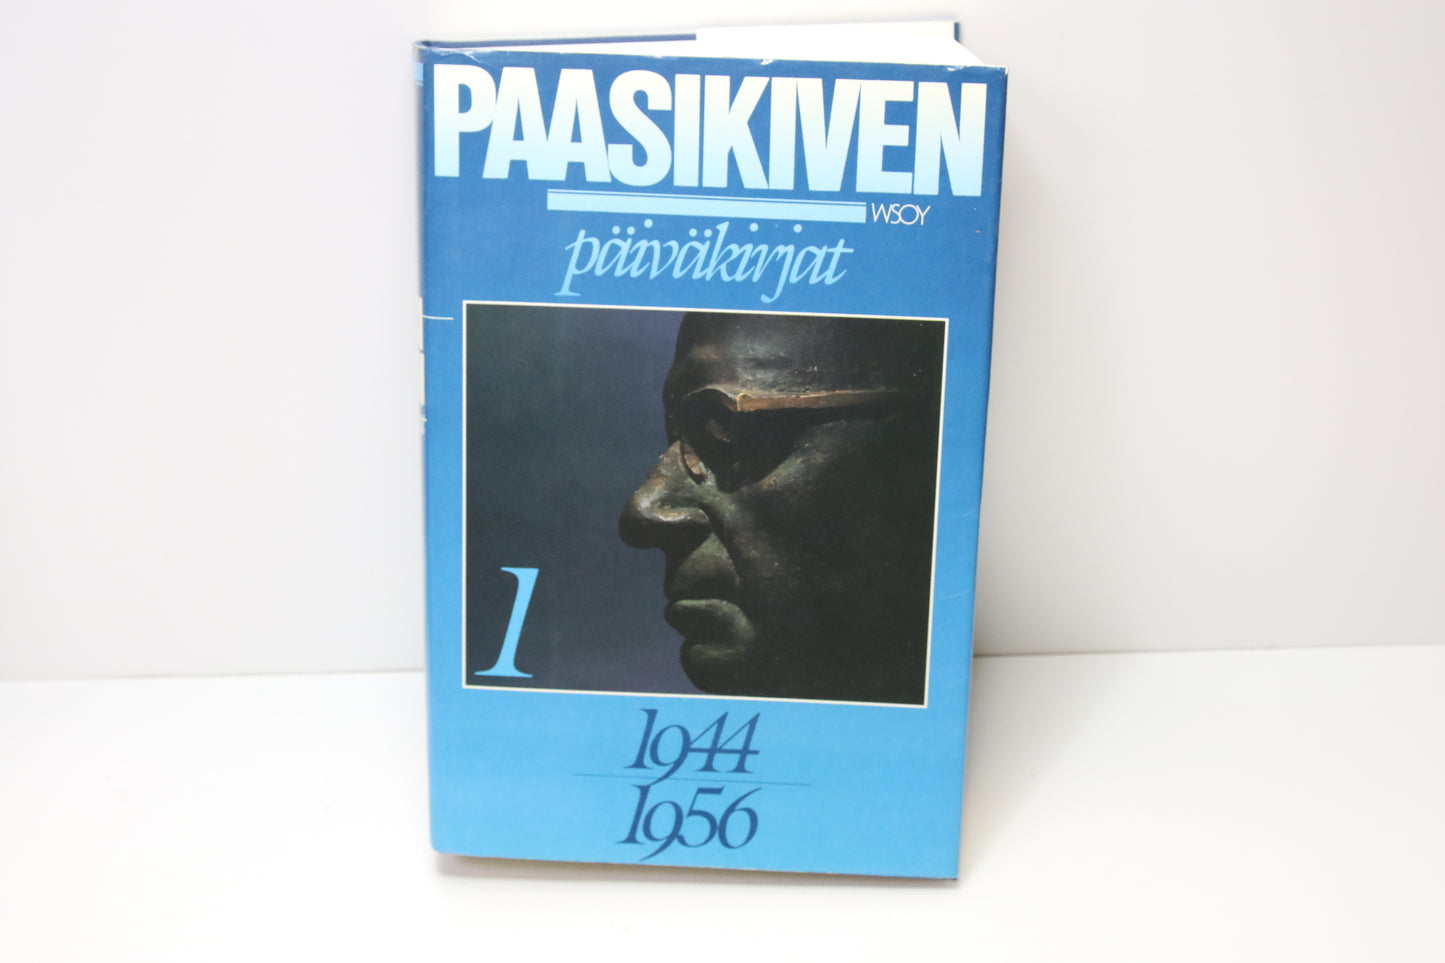 PAASIKIVEN
WSOY
päiväkirjat
1
1944
1956